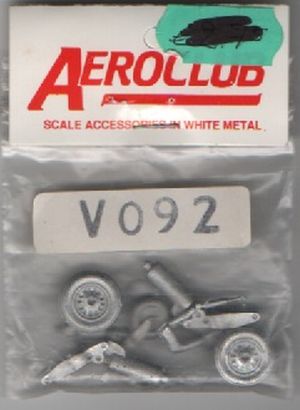 AEROCLUB
SCALE ACCESSORIES IN WHITE METAL
V092